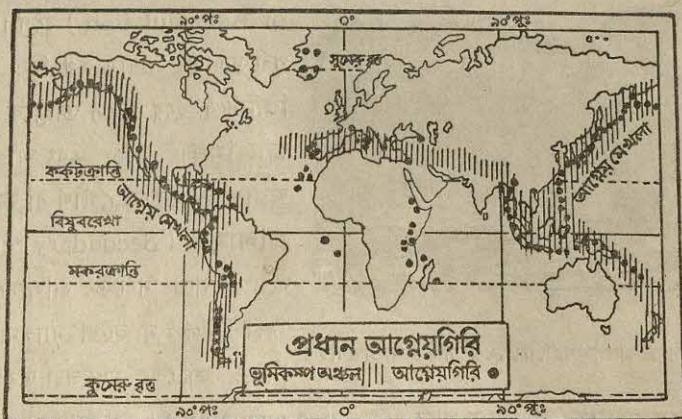 ৯০° পঃ ০° ৯০° পূঃ
সুমেরু বৃত্ত
কর্কটক্রান্তি
আগ্নেয় মেখলা
আগ্নেয় মেখলা
বিষুবরেখা
মকরক্রান্তি
প্রধান আগ্নেয়গিরি
ভূমিকম্প অঞ্চল আগ্নেয়গিরি
কুমেরু বৃত্ত
৯০° পঃ ০° ৯০° পূঃ